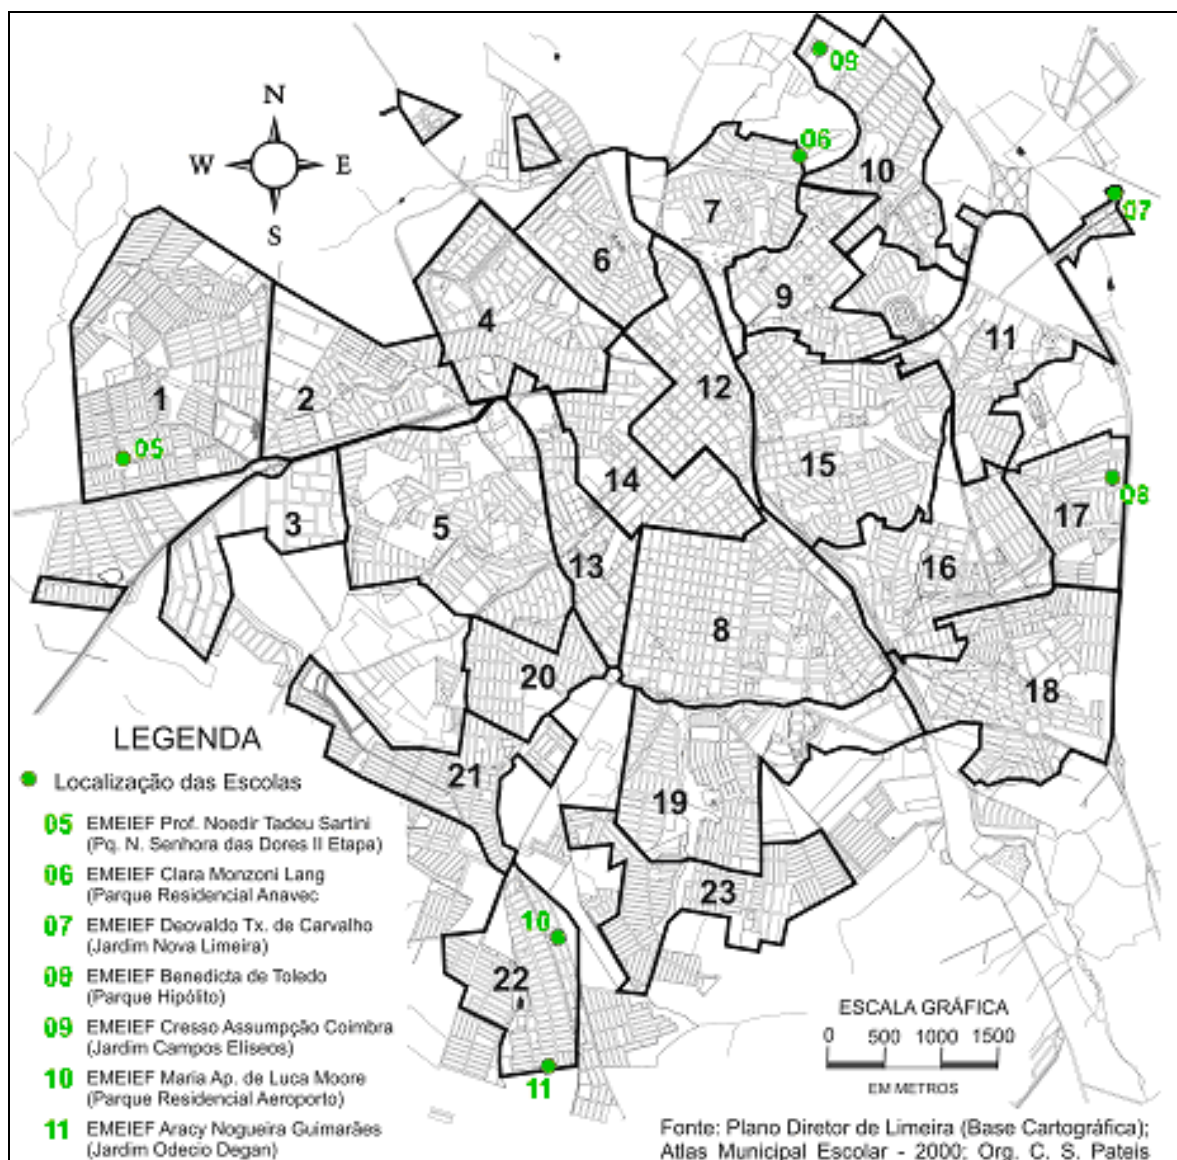 09
N
06
W
E
10
7
07
S
6
9
4
11
12
1
2
05
14
15
08
3
5
17
13
16
8
20
18
LEGENDA
21
Localização das Escolas
19
05 EMEIEF Prof. Noedir Tadeu Sartini
(Pq. N. Senhora das Dores II Etapa)
06 EMEIEF Clara Monzoni Lang
(Parque Residencial Anavec
23
07 EMEIEF Deovaldo Tx. de Carvalho
(Jardim Nova Limeira)
10
08 EMEIEF Benedicta de Toledo
(Parque Hipólito)
22
09 EMEIEF Cresso Assumpção Coimbra
(Jardim Campos Elíseos)
10 EMEIEF Maria Ap. de Luca Moore
(Parque Residencial Aeroporto)
11
11 EMEIEF Aracy Nogueira Guimarães
(Jardim Odecio Degan)
ESCALA GRÁFICA
0 500 1000 1500
EM METROS
Fonte: Plano Diretor de Limeira (Base Cartográfica);
Atlas Municipal Escolar - 2000; Org. C. S. Pateis